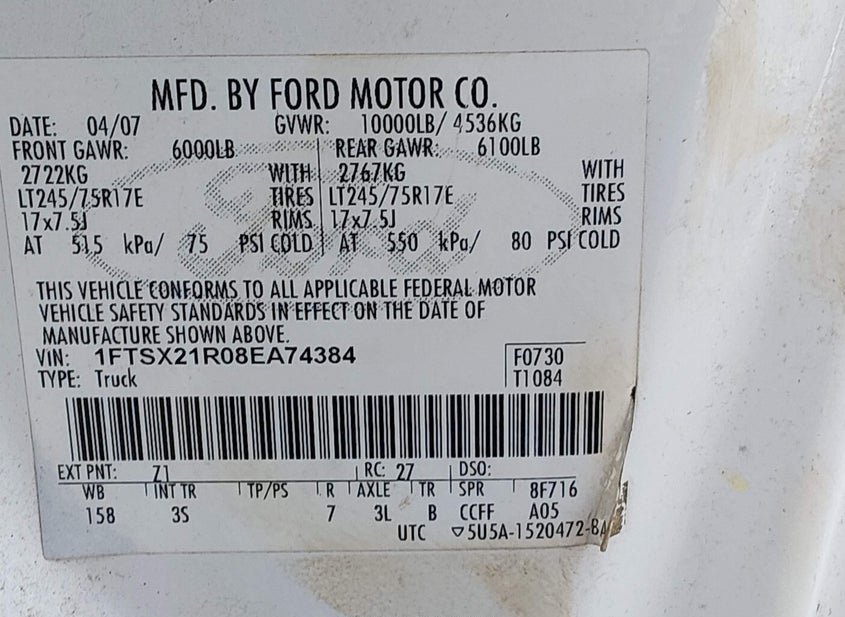 MFD. BY FORD MOTOR CO.
DATE: 04/07 GVWR: 10000LB/ 4536KG
FRONT GAWR: 6000LB REAR GAWR: 6100LB
2722KG WITH 2767KG WITH
LT245/75R17E TIRES LT245/75R17E TIRES
17x7.5J RIMS 17x7.5J RIMS
AT 515 kPa/ 75 PSI COLD AT 550 kPa/ 80 PSI COLD
Ford
THIS VEHICLE CONFORMS TO ALL APPLICABLE FEDERAL MOTOR
VEHICLE SAFETY STANDARDS IN EFFECT ON THE DATE OF
MANUFACTURE SHOWN ABOVE.
VIN: 1FTSX21R08EA74384 F0730
TYPE: Truck T1084
EXT PNT: Z1 RC: 27 DSO:
WB INT TR TP/PS R AXLE TR SPR 8F716
158 3S 7 3L B CCFF A05
UTC ▽5U5A-1520472-BA